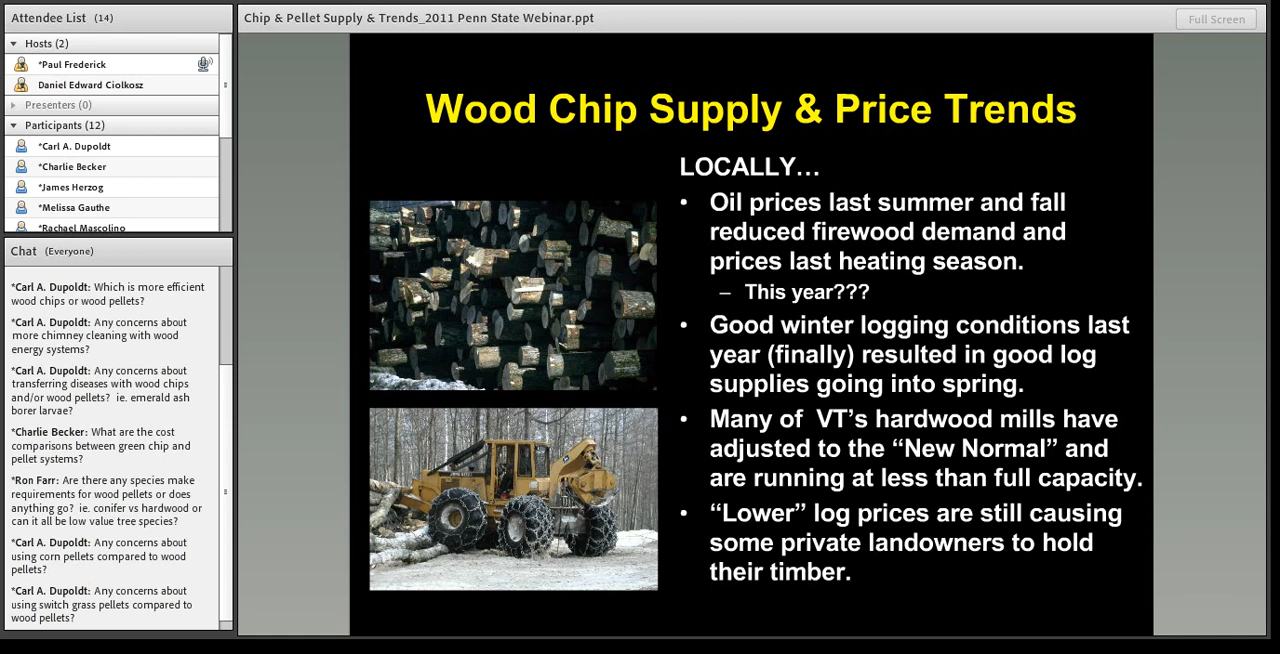 Attendee List (14)
Hosts (2)
*Paul Frederick
Daniel Edward Ciolkosz
Presenters (0)
Participants (12)
*Carl A. Dupoldt
*Charlie Becker
*James Herzog
*Melissa Gauthe
*Rachael Mascolino
Chat (Everyone)
*Carl A. Dupoldt: Which is more efficient
wood chips or wood pellets?
*Carl A. Dupoldt: Any concerns about
more chimney cleaning with wood
energy systems?
*Carl A. Dupoldt: Any concerns about
transferring diseases with wood chips
and/or wood pellets? ie. emerald ash
borer larvae?
*Charlie Becker: What are the cost
comparisons between green chip and
pellet systems?
*Ron Farr: Are there any species make
requirements for wood pellets or does
anything go? ie. conifer vs hardwood or
can it all be low value tree species?
*Carl A. Dupoldt: Any concerns about
using corn pellets compared to wood
pellets?
*Carl A. Dupoldt: Any concerns about
using switch grass pellets compared to
wood pellets?
Chip & Pellet Supply & Trends_2011 Penn State Webinar.ppt
Full Screen
Wood Chip Supply & Price Trends
LOCALLY…
• Oil prices last summer and fall
reduced firewood demand and
prices last heating season.
– This year???
• Good winter logging conditions last
year (finally) resulted in good log
supplies going into spring.
• Many of VT’s hardwood mills have
adjusted to the “New Normal” and
are running at less than full capacity.
• “Lower” log prices are still causing
some private landowners to hold
their timber.